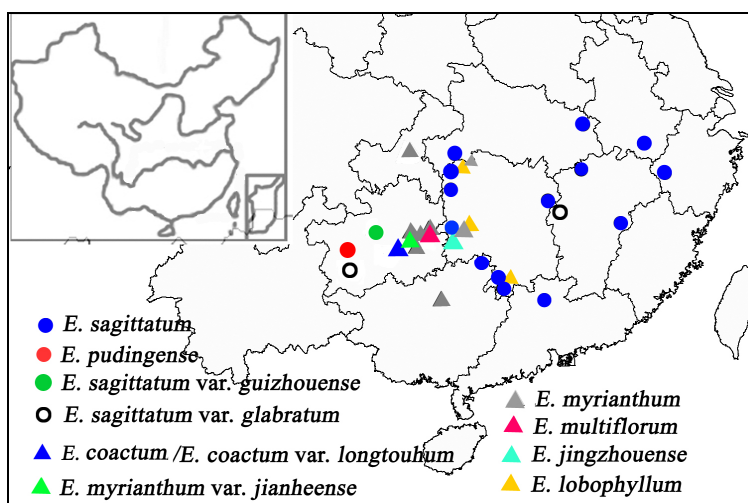 E. sagittatum
E. pudingense
E. sagittatum var. guizhouense
E. sagittatum var. glabratum
E. coactum /E. coactum var. longtouhum
E. myrianthum var. jianheense
E. myrianthum
E. multiflorum
E. jingzhouense
E. lobophyllum